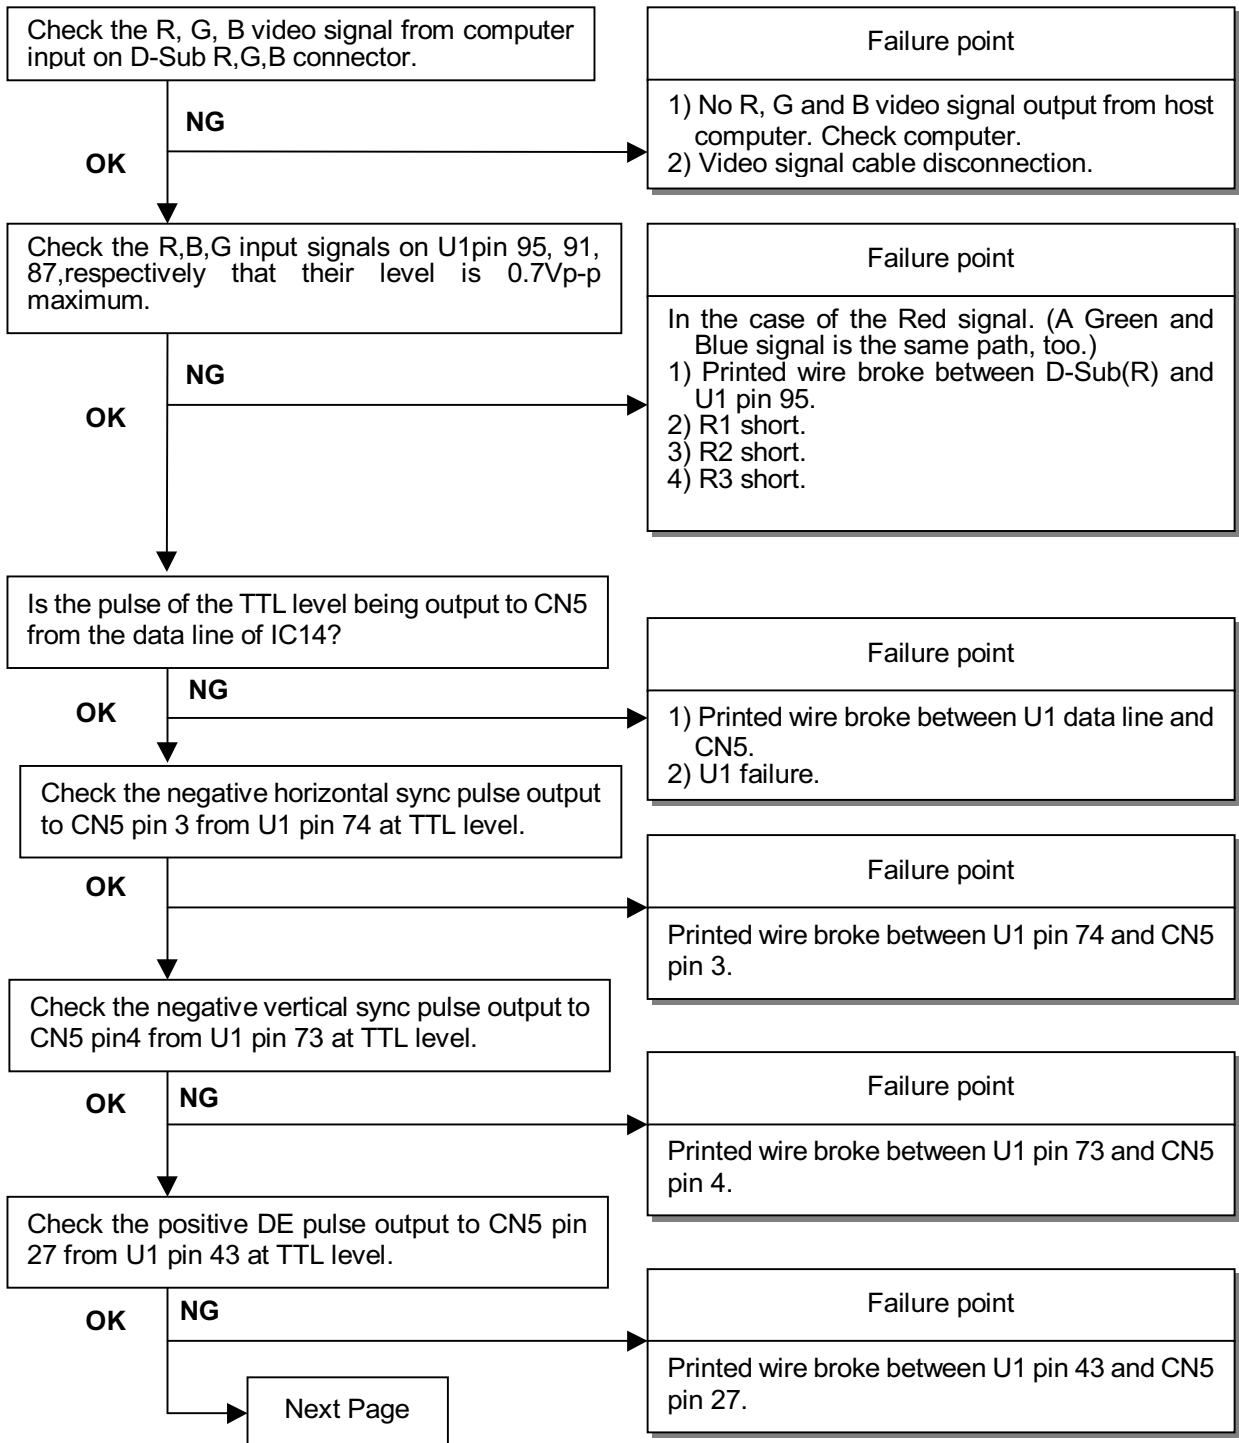 Check the R, G, B video signal from computer
input on D-Sub R,G,B connector.
NG
OK
Failure point
1) No R, G and B video signal output from host
computer. Check computer.
2) Video signal cable disconnection.
Check the R,B,G input signals on U1pin 95, 91,
87,respectively that their level is 0.7Vp-p
maximum.
NG
OK
Failure point
In the case of the Red signal. (A Green and
Blue signal is the same path, too.)
1) Printed wire broke between D-Sub(R) and
U1 pin 95.
2) R1 short.
3) R2 short.
4) R3 short.
Is the pulse of the TTL level being output to CN5
from the data line of IC14?
NG
OK
Failure point
1) Printed wire broke between U1 data line and
CN5.
2) U1 failure.
Check the negative horizontal sync pulse output
to CN5 pin 3 from U1 pin 74 at TTL level.
OK
Failure point
Printed wire broke between U1 pin 74 and CN5
pin 3.
Check the negative vertical sync pulse output to
CN5 pin4 from U1 pin 73 at TTL level.
OK
NG
Failure point
Printed wire broke between U1 pin 73 and CN5
pin 4.
Check the positive DE pulse output to CN5 pin
27 from U1 pin 43 at TTL level.
OK
NG
Failure point
Printed wire broke between U1 pin 43 and CN5
pin 27.
Next Page